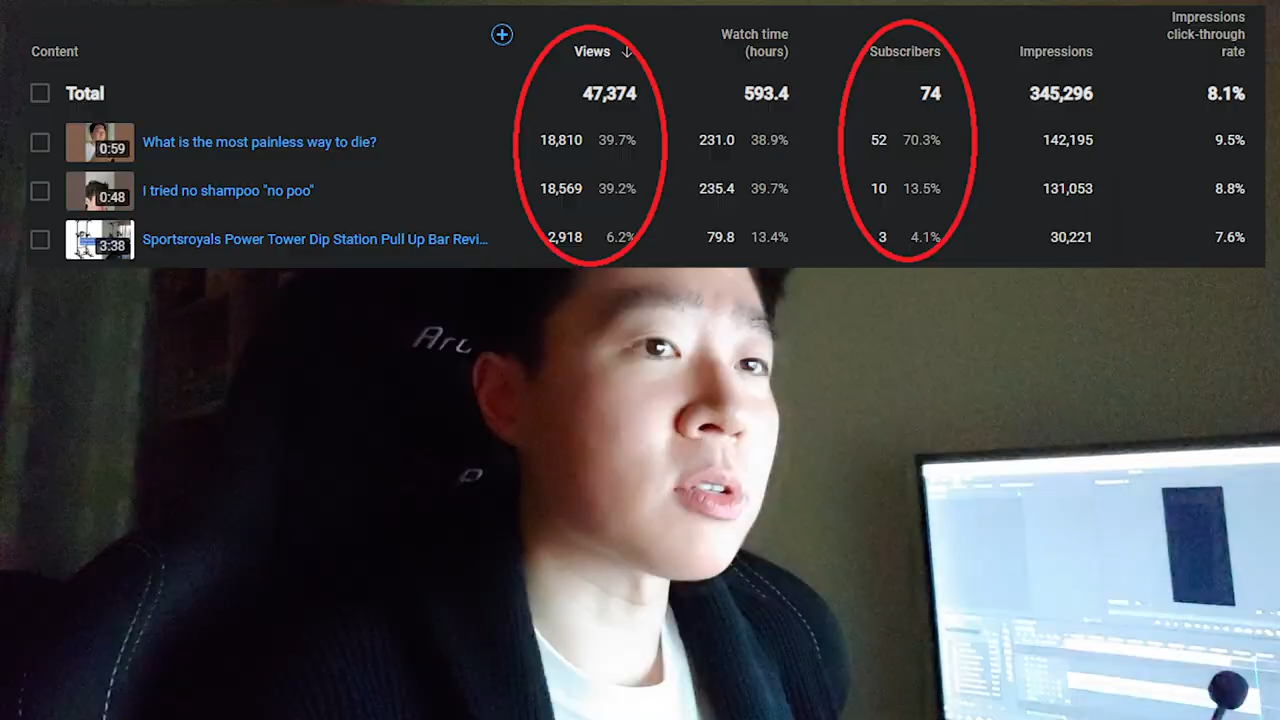 Impressions
Watch time click-through
Content Views (hours) Subscribers Impressions rate
Total 47,374 593.4 74 345,296 8.1%
0:59 What is the most painless way to die? 18,810 39.7% 231.0 38.9% 52 70.3% 142,195 9.5%
0:48 I tried no shampoo "no poo" 18,569 39.2% 235.4 39.7% 10 13.5% 131,053 8.8%
3:38 Sportsroyals Power Tower Dip Station Pull Up Bar Revi... 2,918 6.2% 79.8 13.4% 3 4.1% 30,221 7.6%